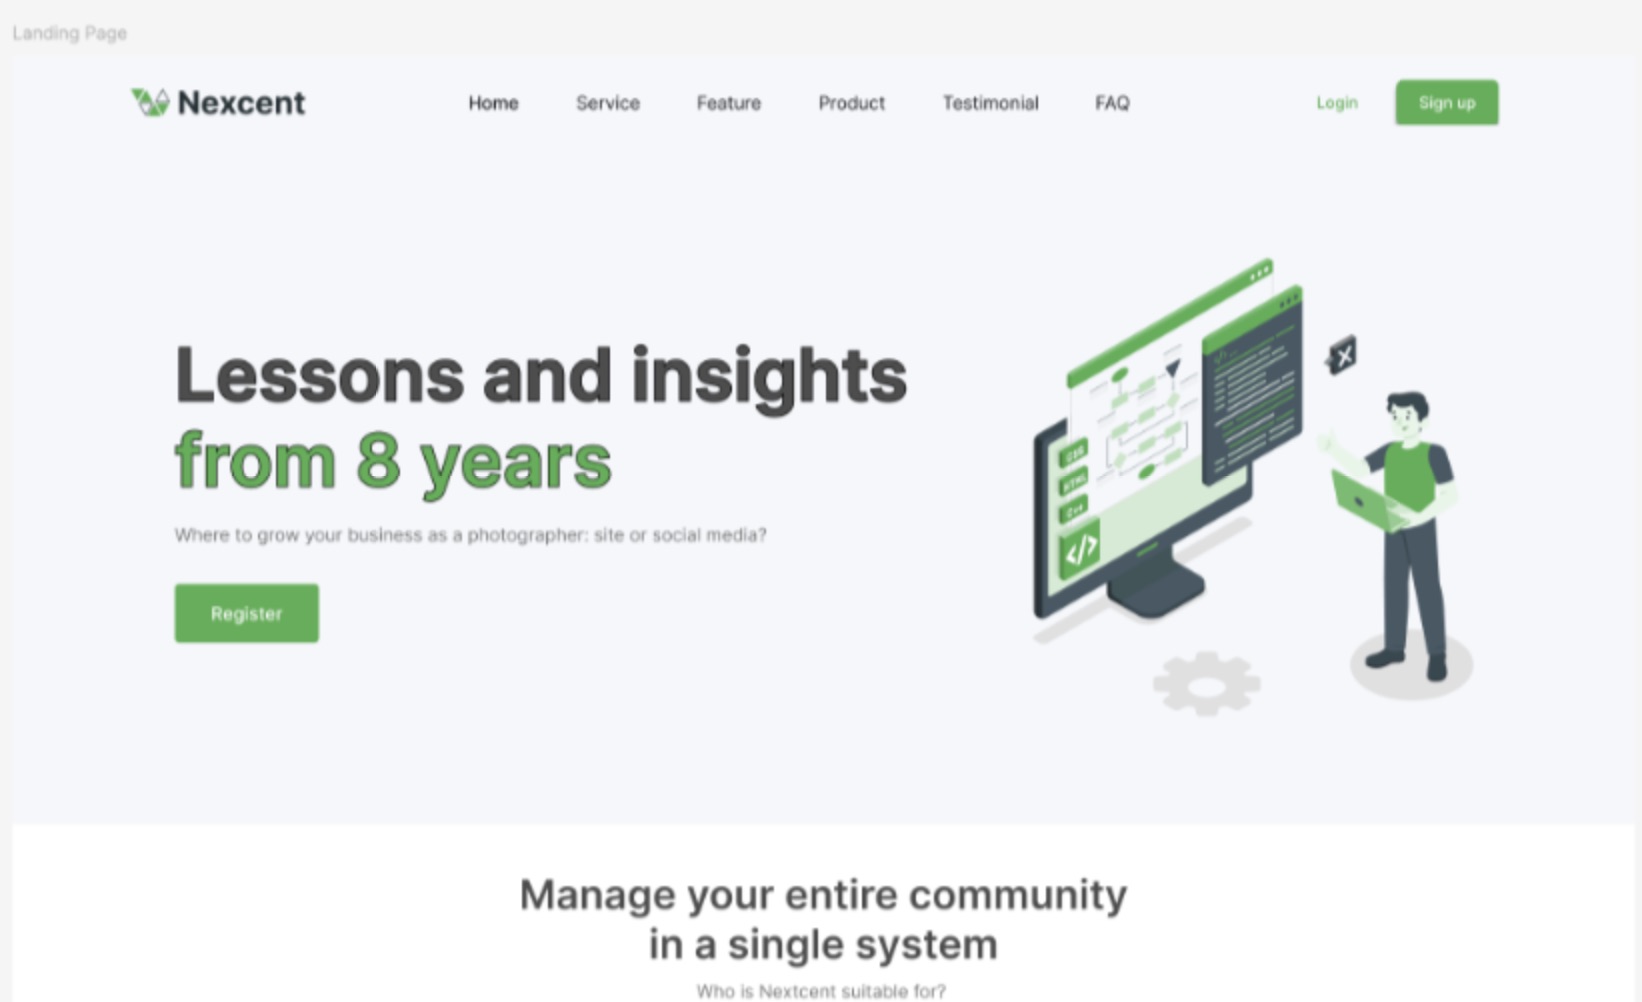 Landing Page
Nexcent
Home Service Feature Product Testimonial FAQ Login Sign up
Lessons and insights
from 8 years
Where to grow your business as a photographer: site or social media?
Register
CSS
HTML
C++
</>
Manage your entire community
in a single system
Who is Nextcent suitable for?